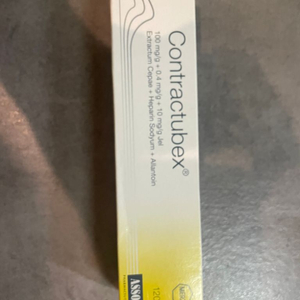 Contractubex®
100 mg/g + 0.4 mg/g + 10 mg/g Jel
Extractum Cepae + Heparin Sodyum + Allantoin